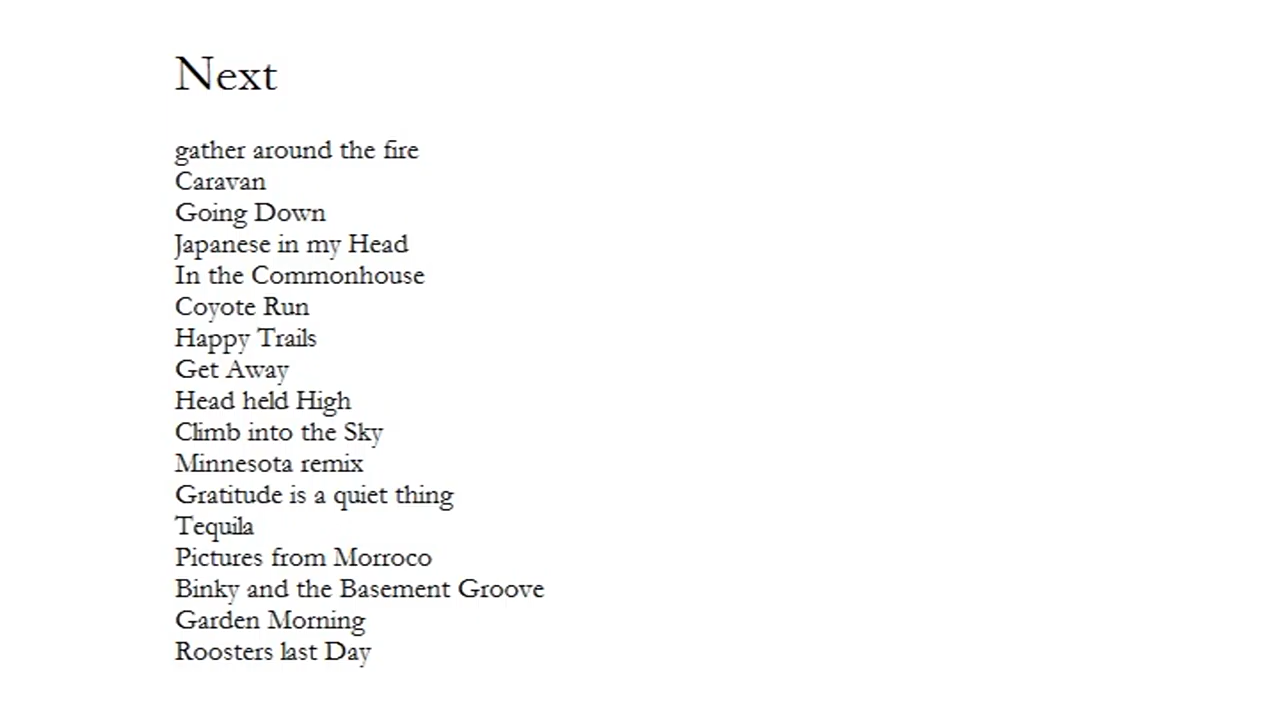 Next
gather around the fire
Caravan
Going Down
Japanese in my Head
In the Commonhouse
Coyote Run
Happy Trails
Get Away
Head held High
Climb into the Sky
Minnesota remix
Gratitude is a quiet thing
Tequila
Pictures from Morroco
Binky and the Basement Groove
Garden Morning
Roosters last Day